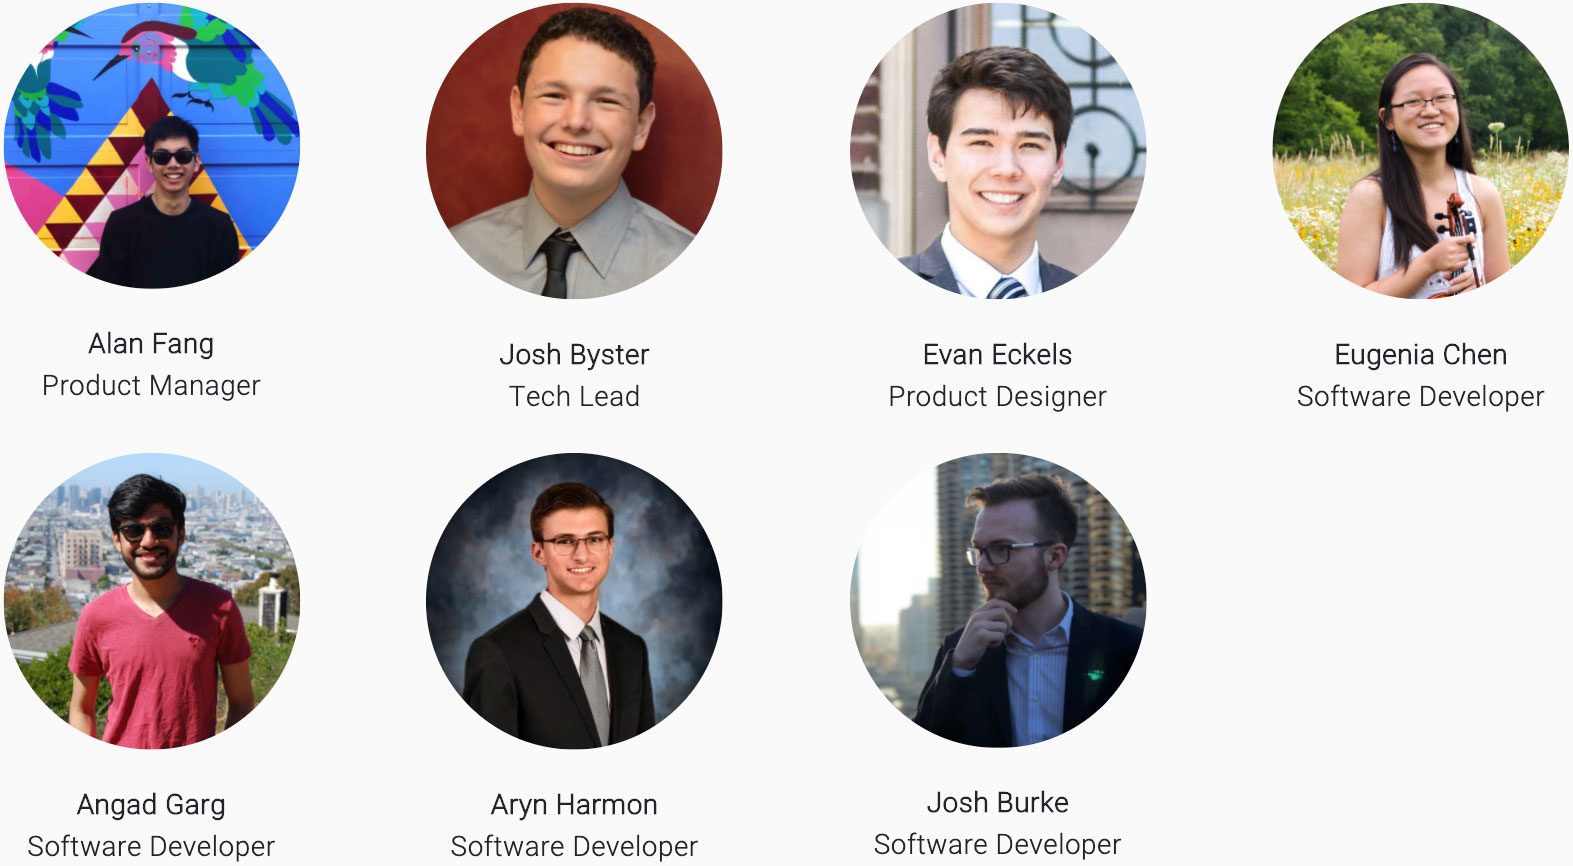 Alan Fang
Product Manager
Josh Byster
Tech Lead
Evan Eckels
Product Designer
Eugenia Chen
Software Developer
Angad Garg
Software Developer
Aryn Harmon
Software Developer
Josh Burke
Software Developer